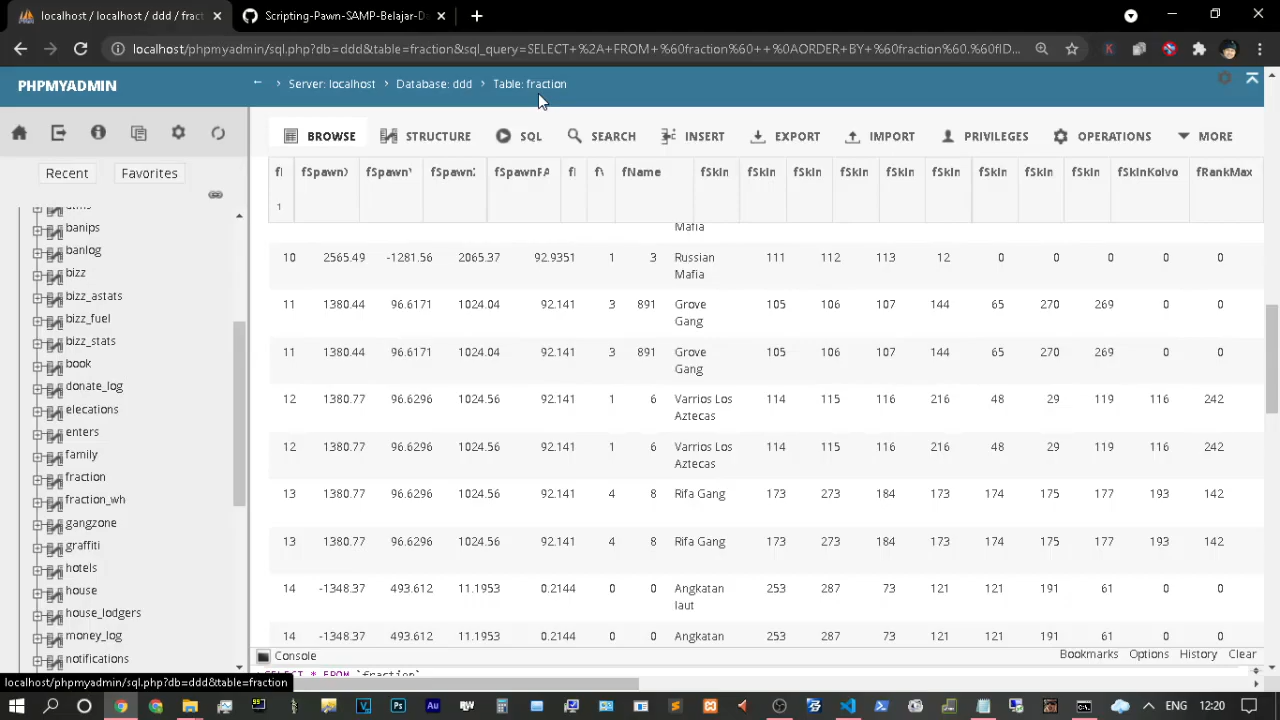 localhost / localhost / ddd / fract
Scripting-Pawn-SAMP-Belajar-D
localhost/phpmyadmin/sql.php?db=ddd&table=fraction&sql_query=SELECT+%2A+FROM+%60fraction%60++%0AORDER+BY+%60fraction%60.%60fID...
PHPMYADMIN
Server: localhost
Database: ddd
Table: fraction
BROWSE
STRUCTURE
SQL
SEARCH
INSERT
EXPORT
IMPORT
PRIVILEGES
OPERATIONS
MORE
Recent
Favorites
banips
banlog
bizz
bizz_astats
bizz_fuel
bizz_stats
book
donate_log
elecations
enters
family
fraction
fraction_wh
gangzone
graffiti
hotels
house
house_lodgers
money_log
notifications
fSpawnX fSpawnY fSpawnZ fSpawnFA fName fSkin fSkin fSkin fSkin fSkin fSkin fSkin fSkin fSkin fSkinKolvo fRankMax
1
Mafia
10 2565.49 -1281.56 2065.37 92.9351 1 3 Russian Mafia 111 112 113 12 0 0 0 0 0
11 1380.44 96.6171 1024.04 92.141 3 891 Grove Gang 105 106 107 144 65 270 269 0 0
11 1380.44 96.6171 1024.04 92.141 3 891 Grove Gang 105 106 107 144 65 270 269 0 0
12 1380.77 96.6296 1024.56 92.141 1 6 Varrios Los Aztecas 114 115 116 216 48 29 119 116 242
12 1380.77 96.6296 1024.56 92.141 1 6 Varrios Los Aztecas 114 115 116 216 48 29 119 116 242
13 1380.77 96.6296 1024.56 92.141 4 8 Rifa Gang 173 273 184 173 174 175 177 193 142
13 1380.77 96.6296 1024.56 92.141 4 8 Rifa Gang 173 273 184 173 174 175 177 193 142
14 -1348.37 493.612 11.1953 0.2144 0 0 Angkatan laut 253 287 73 121 121 191 61 0 0
14 -1348.37 493.612 11.1953 0.2144 0 0 Angkatan 253 287 73 121 121 191 61 0 0
Console
Bookmarks Options History Clear
SELECT * FROM `fraction`
localhost/phpmyadmin/sql.php?db=ddd&table=fraction
ENG
12:20